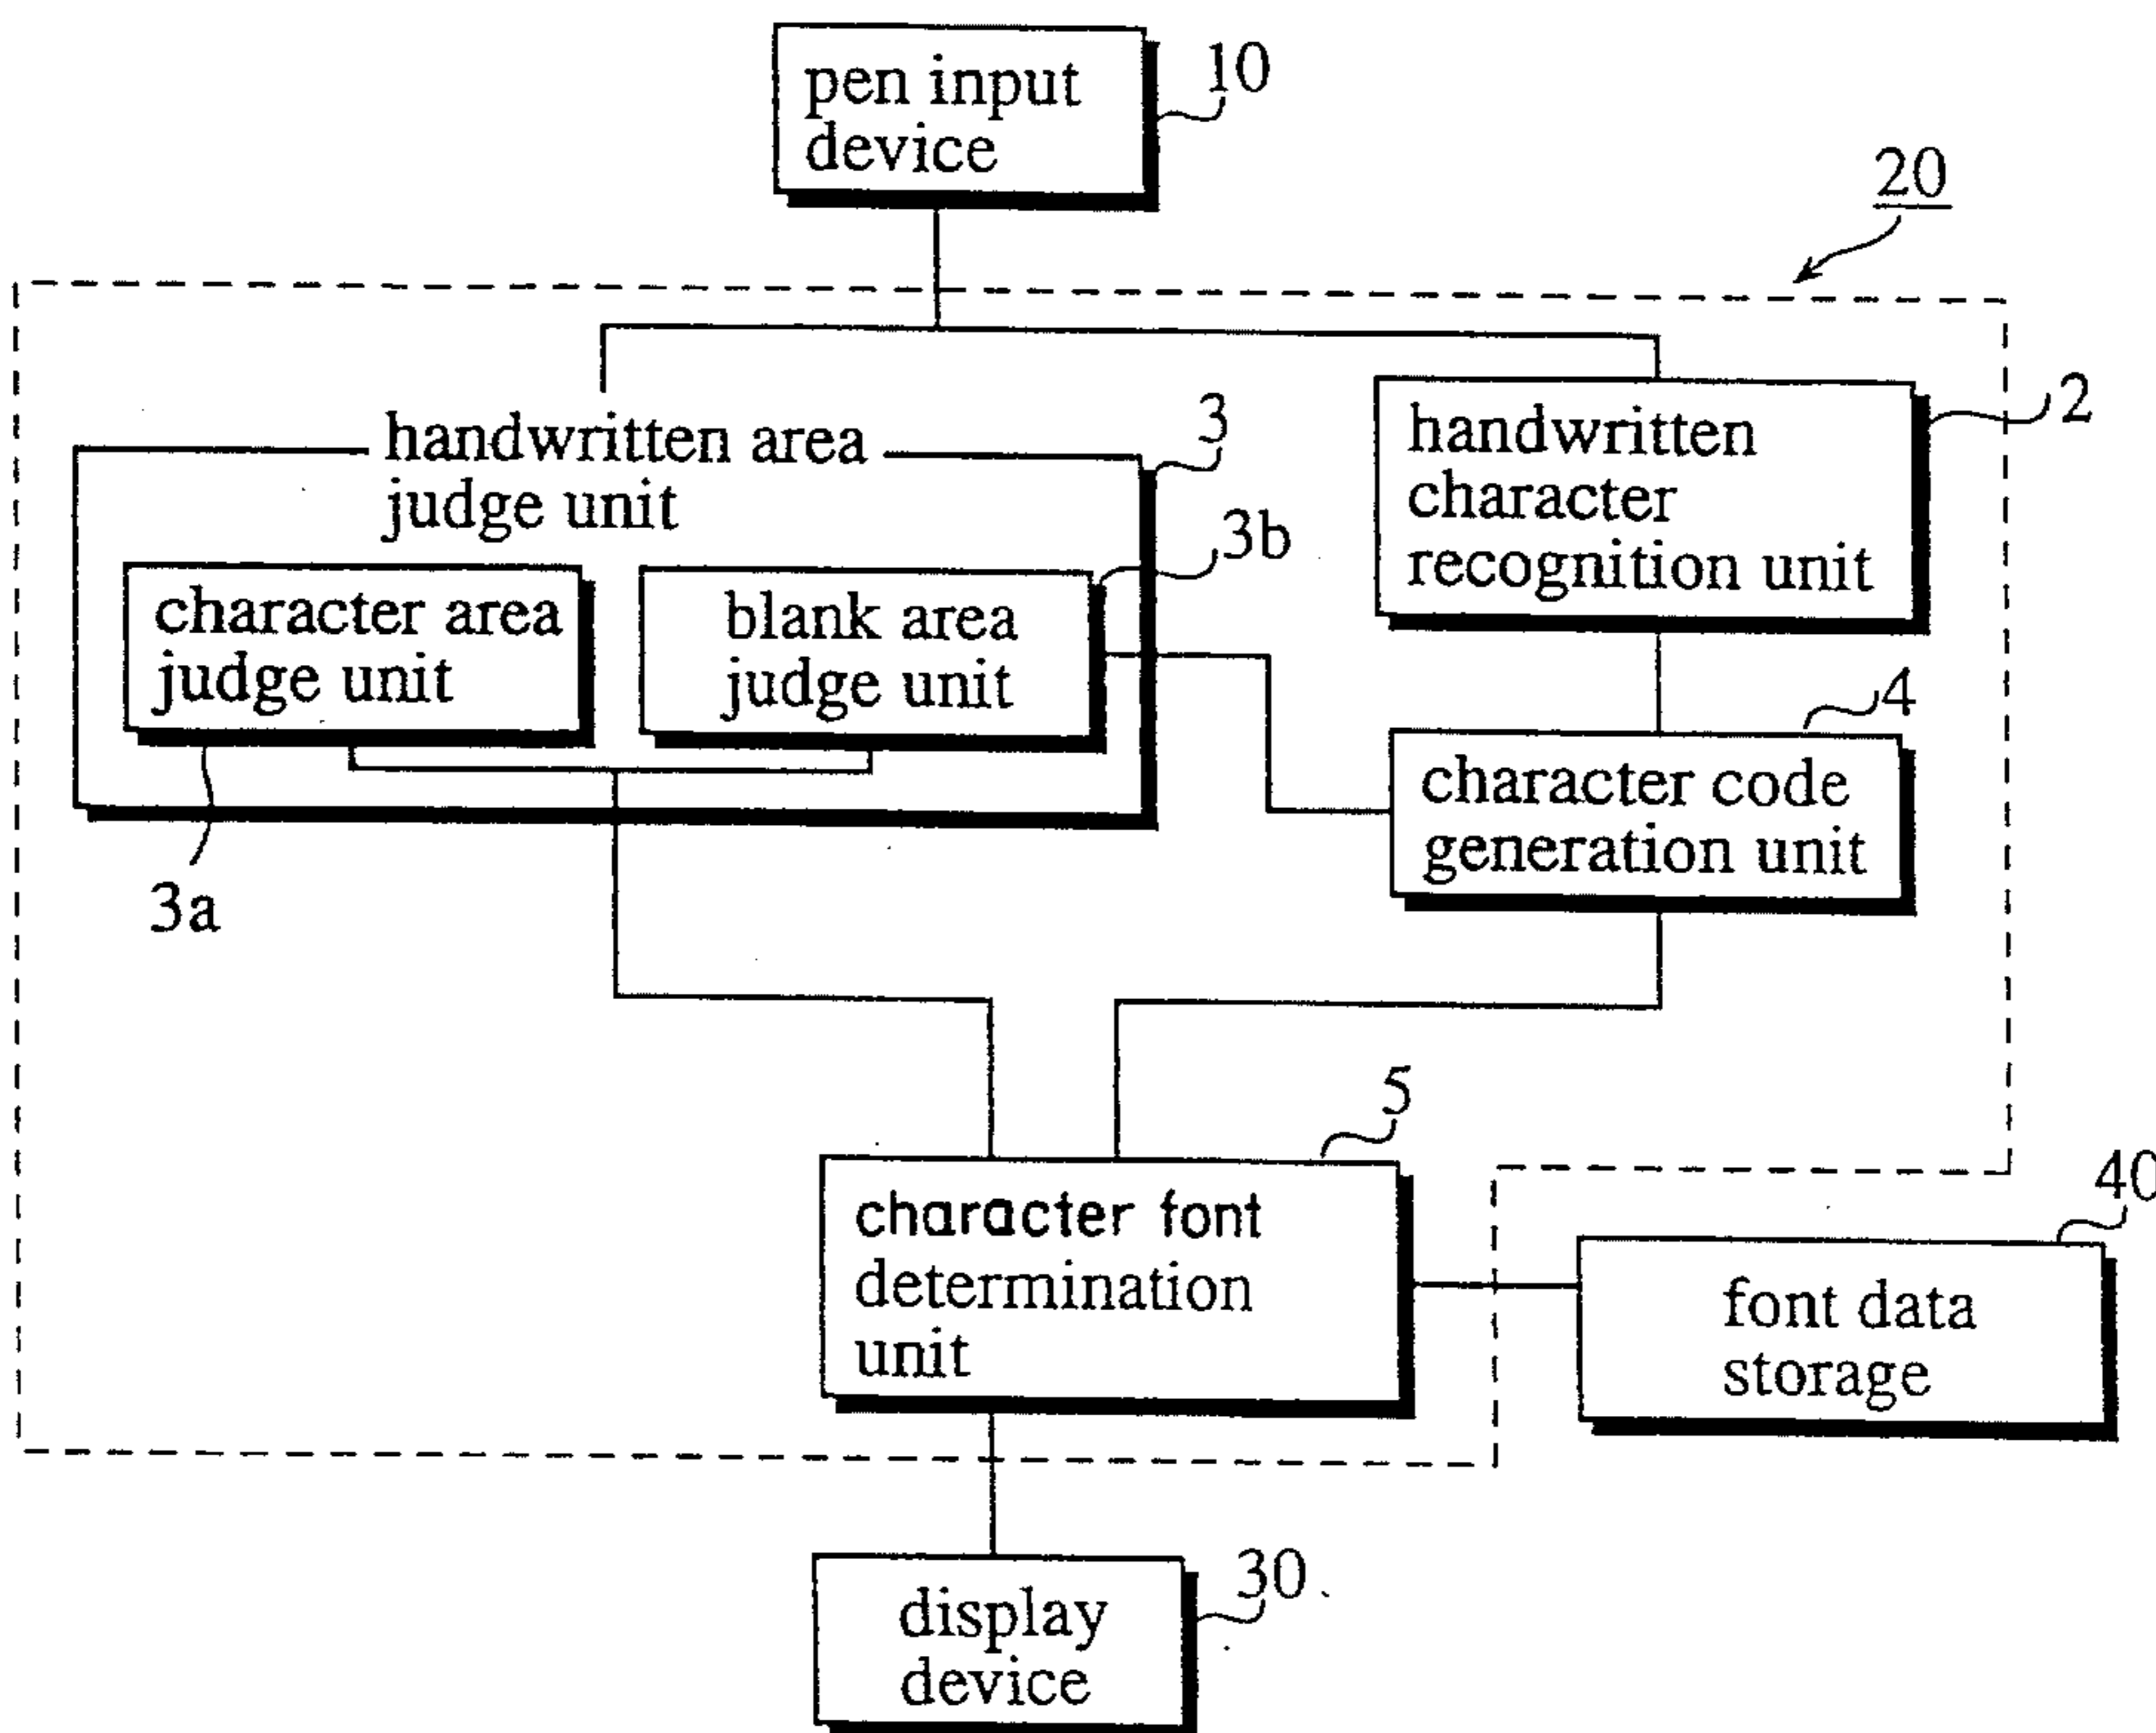 pen input
device
10
20
handwritten area
judge unit
3
handwritten
character
recognition unit
2
character area
judge unit
3a
blank area
judge unit
3b
character code
generation unit
4
character font
determination
unit
5
font data
storage
40
display
device
30